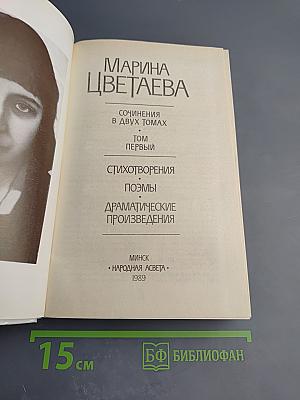 МАРИНА
ЦВЕТАЕВА
СОЧИНЕНИЯ
В ДВУХ ТОМАХ
•
ТОМ
ПЕРВЫЙ
СТИХОТВОРЕНИЯ
•
ПОЭМЫ
•
ДРАМАТИЧЕСКИЕ
ПРОИЗВЕДЕНИЯ
МИНСК
• НАРОДНАЯ АСВЕТА •
1989
15 см
БФ БИБЛИОФАН